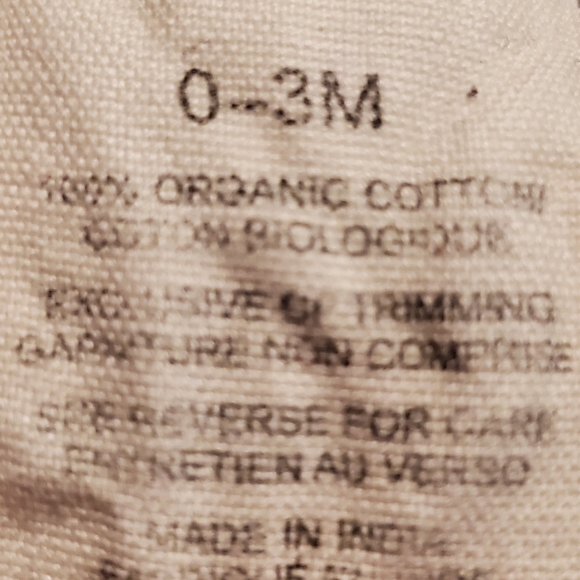 0-3M
100% ORGANIC COTTON/
COTON BIOLOGIQUE
EXCLUSIVE OF TRIMMING
GARNITURE NON COMPRISE
SEE REVERSE FOR CARE
ENTRETIEN AU VERSO
MADE IN INDIA